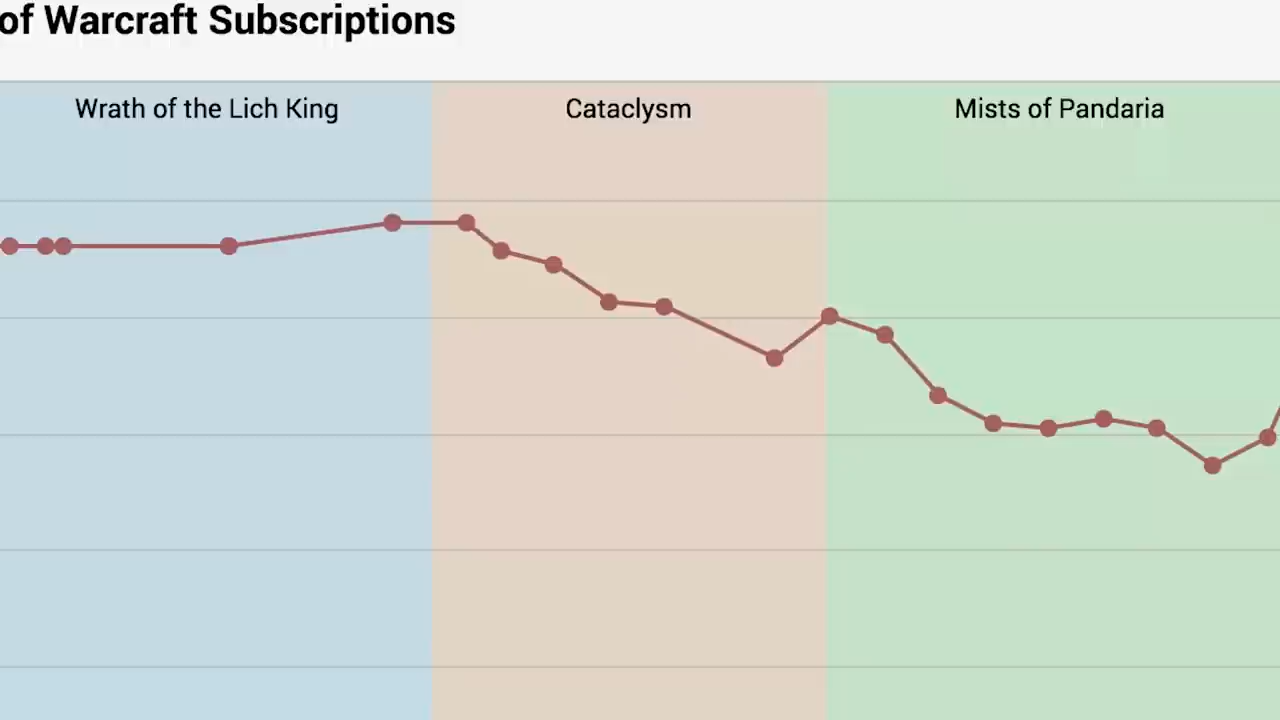 of Warcraft Subscriptions
Wrath of the Lich King
Cataclysm
Mists of Pandaria